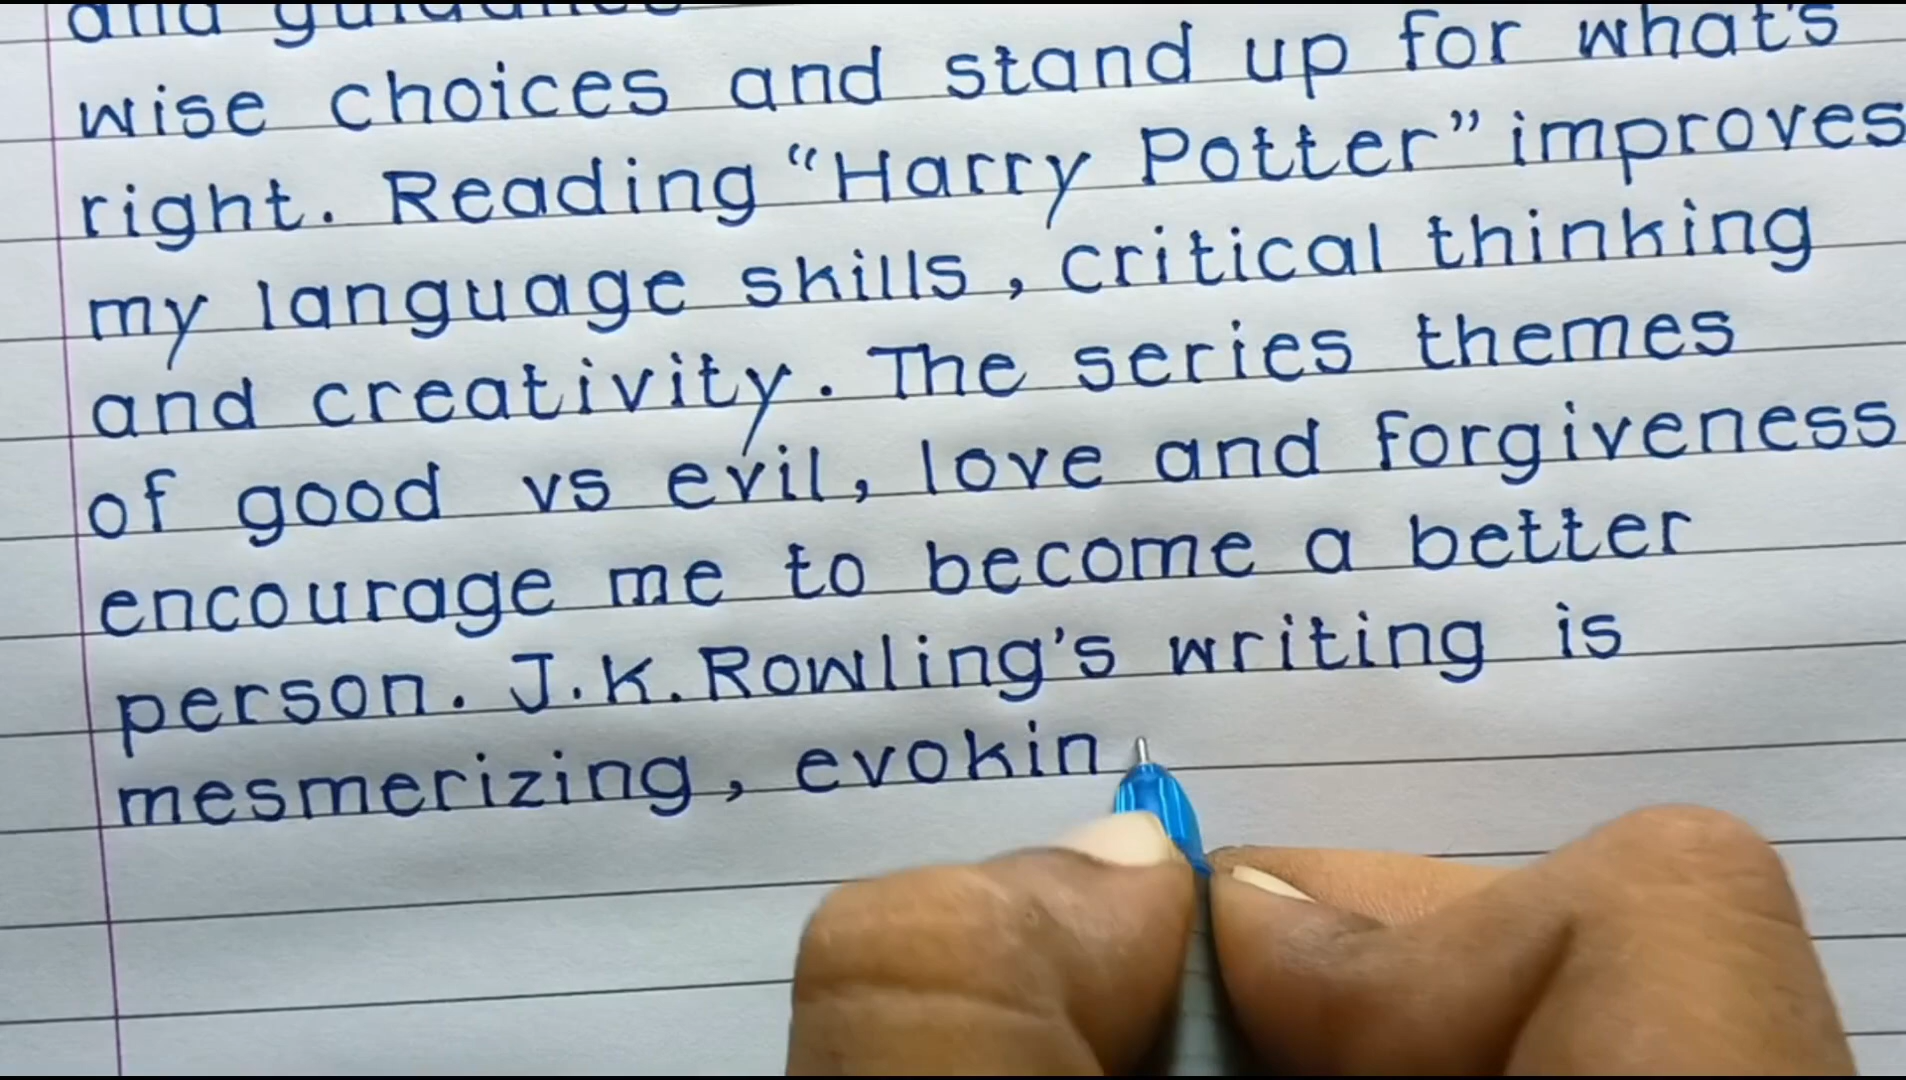 and guidance
wise choices and stand up for what's
right. Reading “Harry Potter” improves
my language skills, critical thinking
and creativity. The series themes
of good vs evil, love and forgiveness
encourage me to become a better
person. J.K. Rowling's writing is
mesmerizing, evokin